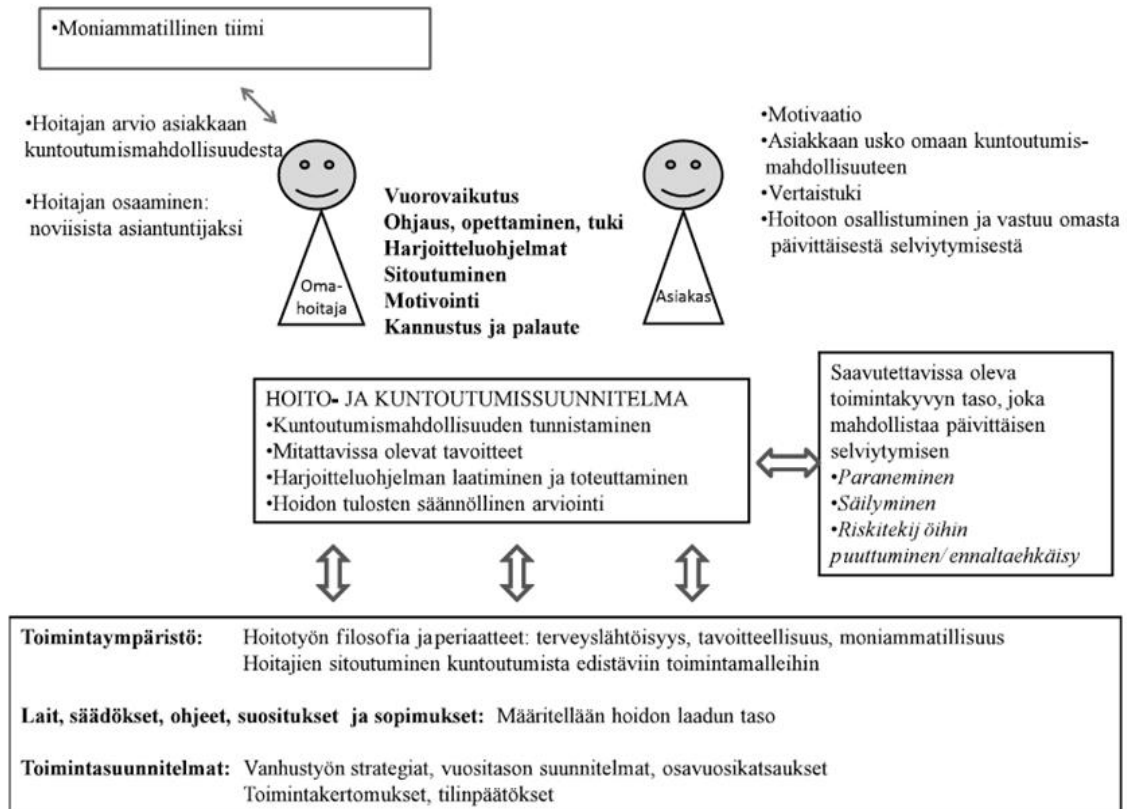 •Moniammatillinen tiimi
•Hoitajan arvio asiakkaan
kuntoutumismahdollisuudesta
•Hoitajan osaaminen:
noviisista asiantuntijaksi
Oma-
hoitaja
Vuorovaikutus
Ohjaus, opettaminen, tuki
Harjoitteluohjelmat
Sitoutuminen
Motivointi
Kannustus ja palaute
Asiakas
•Motivaatio
•Asiakkaan usko omaan kuntoutumis-
mahdollisuuteen
•Vertaistuki
•Hoitoon osallistuminen ja vastuu omasta
päivittäisestä selviytymisestä
HOITO- JA KUNTOUTUMISSUUNNITELMA
•Kuntoutumismahdollisuuden tunnistaminen
•Mitattavissa olevat tavoitteet
•Harjoitteluohjelman laatiminen ja toteuttaminen
•Hoidon tulosten säännöllinen arviointi
Saavutettavissa oleva
toimintakyvyn taso, joka
mahdollistaa päivittäisen
selviytymisen
•Paraneminen
•Säilyminen
•Riskitekij öihin
puuttuminen/ ennaltaehkäisy
Toimintaympäristö: Hoitotyön filosofia ja periaatteet: terveyslähtöisyys, tavoitteellisuus, moniammatillisuus
Hoitajien sitoutuminen kuntoutumista edistäviin toimintamalleihin
Lait, säädökset, ohjeet, suositukset ja sopimukset: Määritellään hoidon laadun taso
Toimintasuunnitelmat: Vanhustyön strategiat, vuositason suunnitelmat, osavuosikatsaukset
Toimintakertomukset, tilinpäätökset